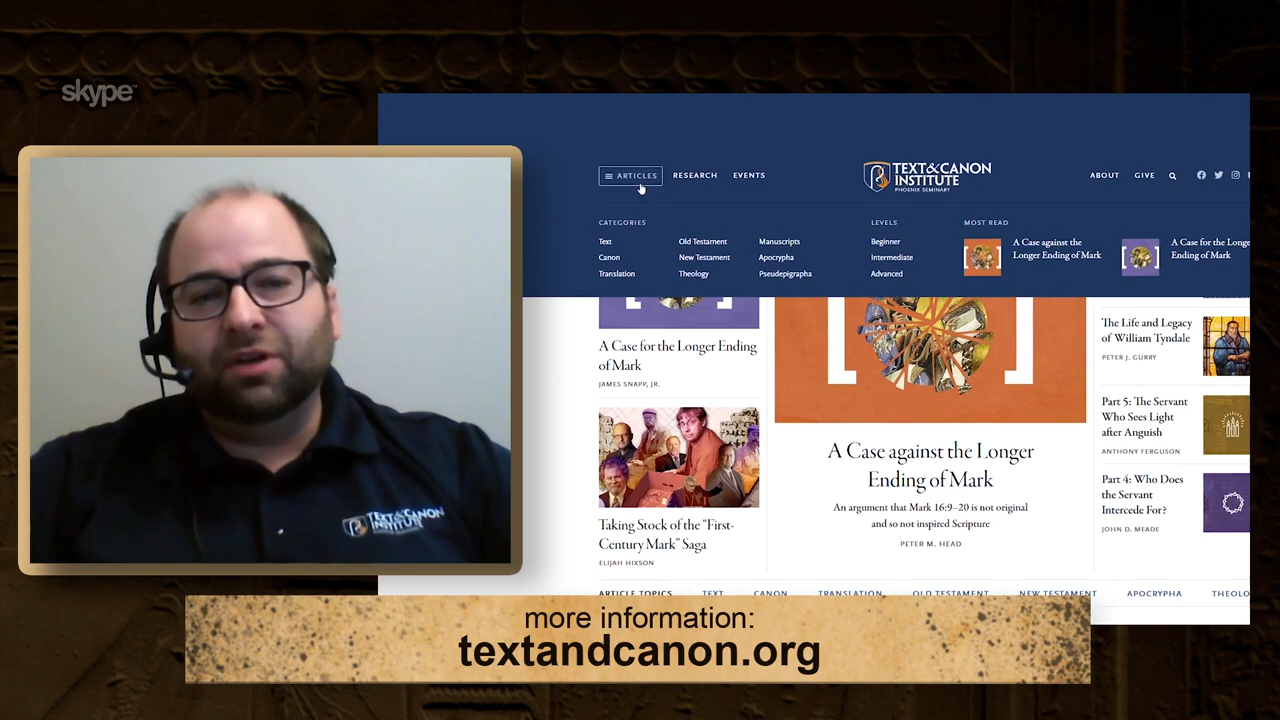 skype™
ARTICLES RESEARCH EVENTS
TEXT&CANON
INSTITUTE
PHOENIX SEMINARY
ABOUT GIVE
CATEGORIES
Text Old Testament Manuscripts
Canon New Testament Apocrypha
Translation Theology Pseudepigrapha
LEVELS
Beginner
Intermediate
Advanced
MOST READ
A Case against the
Longer Ending of Mark
A Case for the Longe
Ending of Mark
A Case for the Longer Ending
of Mark
JAMES SNAPP, JR.
Taking Stock of the “First-
Century Mark” Saga
ELIJAH HIXSON
[ ]
A Case against the Longer
Ending of Mark
An argument that Mark 16:9–20 is not original
and so not inspired Scripture
PETER M. HEAD
The Life and Legacy
of William Tyndale
PETER J. GURRY
Part 5: The Servant
Who Sees Light
after Anguish
ANTHONY FERGUSON
Part 4: Who Does
the Servant
Intercede For?
JOHN D. MEADE
ARTICLE TOPICS TEXT CANON TRANSLATION OLD TESTAMENT NEW TESTAMENT APOCRYPHA THEOLO
TEXT&CANON
INSTITUTE
more information:
textandcanon.org